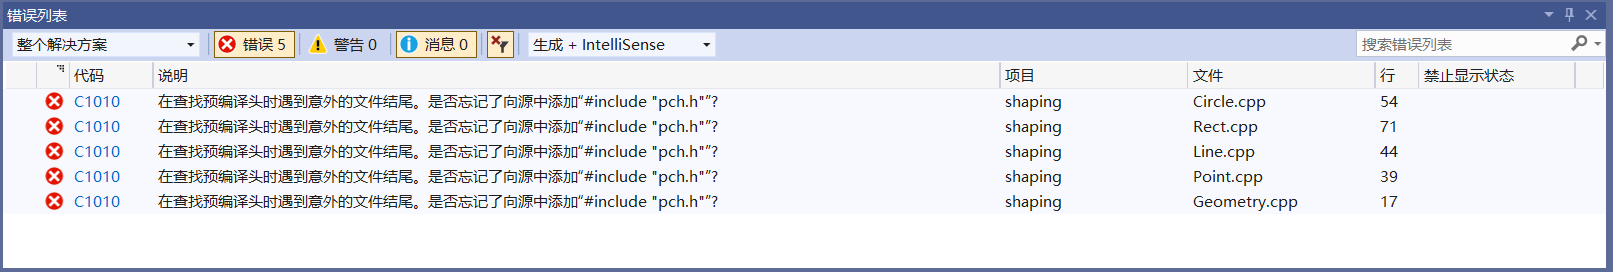 错误列表
整个解决方案 错误 5 警告 0 消息 0 生成 + IntelliSense 搜索错误列表
代码 说明 项目 文件 行 禁止显示状态
C1010 在查找预编译头时遇到意外的文件结尾。是否忘记了向源中添加“#include "pch.h"”? shaping Circle.cpp 54
C1010 在查找预编译头时遇到意外的文件结尾。是否忘记了向源中添加“#include "pch.h"”? shaping Rect.cpp 71
C1010 在查找预编译头时遇到意外的文件结尾。是否忘记了向源中添加“#include "pch.h"”? shaping Line.cpp 44
C1010 在查找预编译头时遇到意外的文件结尾。是否忘记了向源中添加“#include "pch.h"”? shaping Point.cpp 39
C1010 在查找预编译头时遇到意外的文件结尾。是否忘记了向源中添加“#include "pch.h"”? shaping Geometry.cpp 17